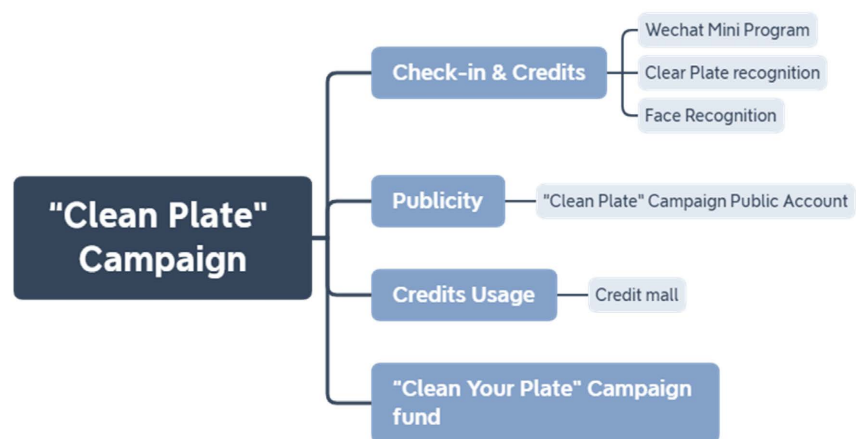 "Clean Plate"
Campaign
Check-in & Credits
Wechat Mini Program
Clear Plate recognition
Face Recognition
Publicity
"Clean Plate" Campaign Public Account
Credits Usage
Credit mall
"Clean Your Plate" Campaign
fund